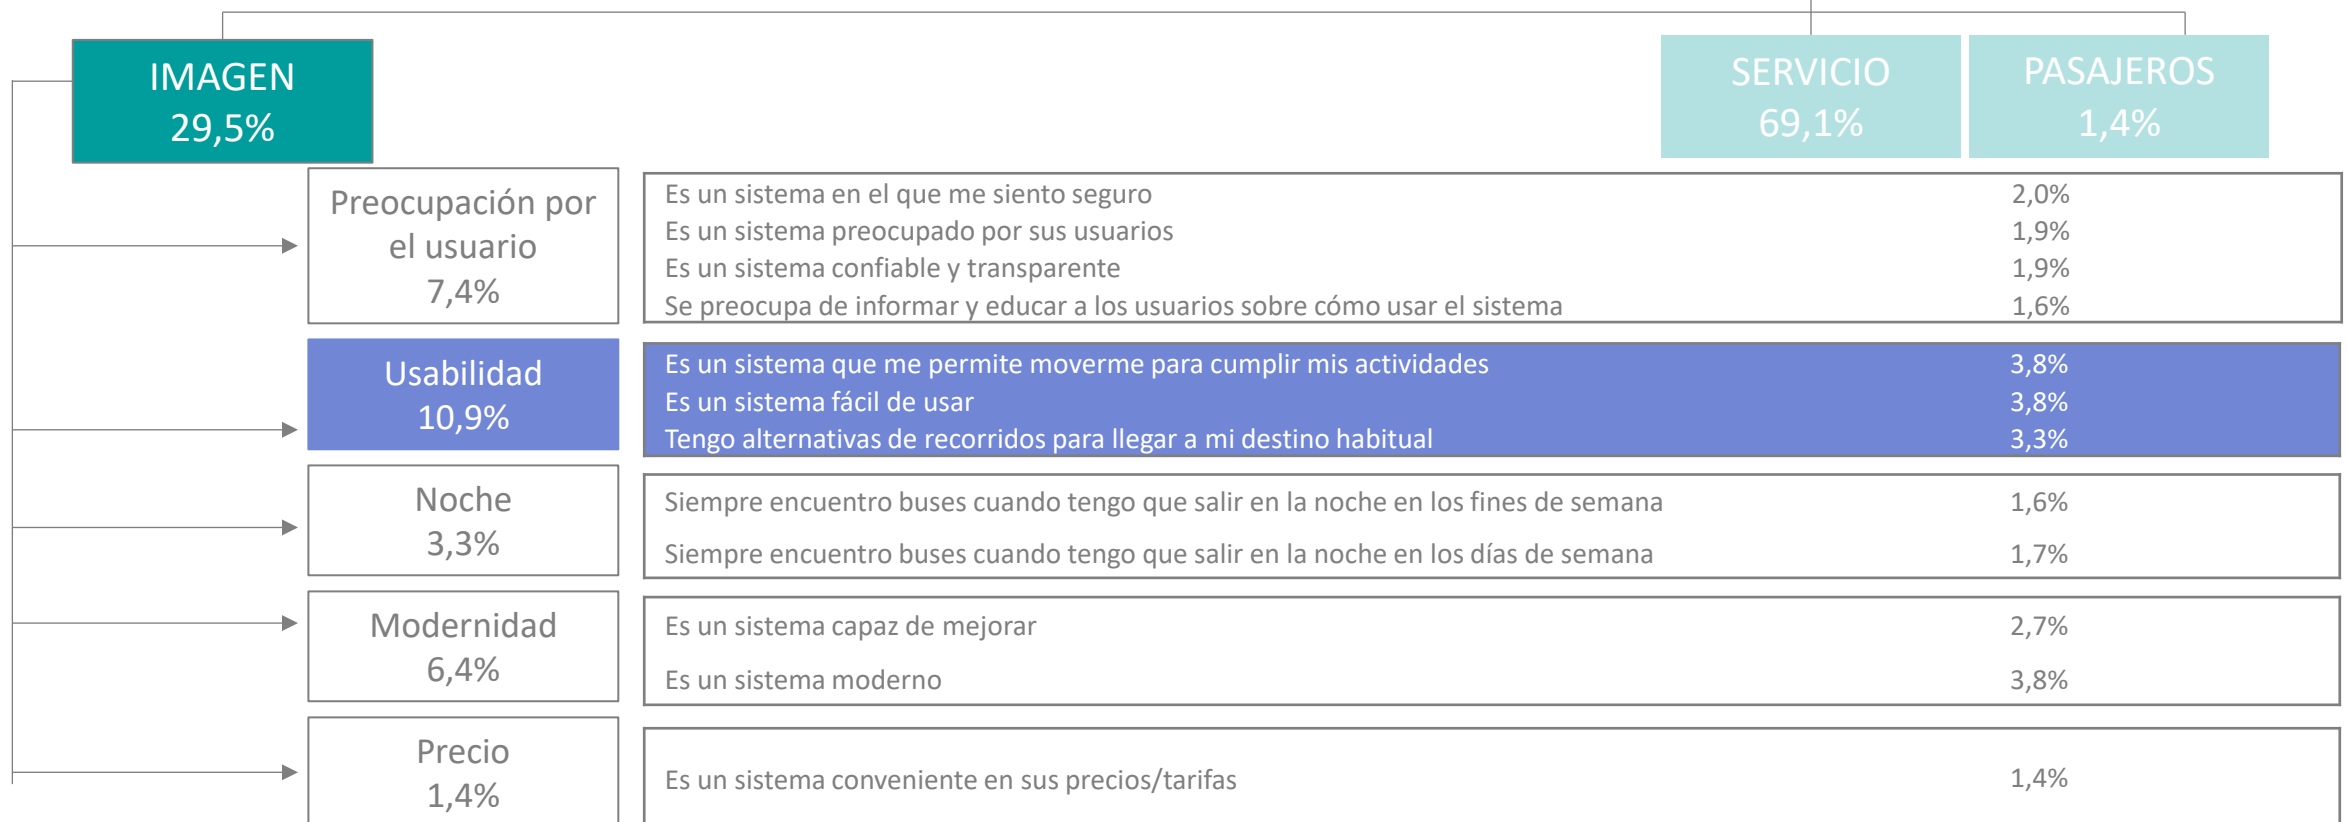 IMAGEN
29,5%
SERVICIO
69,1%
PASAJEROS
1,4%
Preocupación por
el usuario
7,4%
Es un sistema en el que me siento seguro 2,0%
Es un sistema preocupado por sus usuarios 1,9%
Es un sistema confiable y transparente 1,9%
Se preocupa de informar y educar a los usuarios sobre cómo usar el sistema 1,6%
Usabilidad
10,9%
Es un sistema que me permite moverme para cumplir mis actividades 3,8%
Es un sistema fácil de usar 3,8%
Tengo alternativas de recorridos para llegar a mi destino habitual 3,3%
Noche
3,3%
Siempre encuentro buses cuando tengo que salir en la noche en los fines de semana 1,6%
Siempre encuentro buses cuando tengo que salir en la noche en los días de semana 1,7%
Modernidad
6,4%
Es un sistema capaz de mejorar 2,7%
Es un sistema moderno 3,8%
Precio
1,4%
Es un sistema conveniente en sus precios/tarifas 1,4%